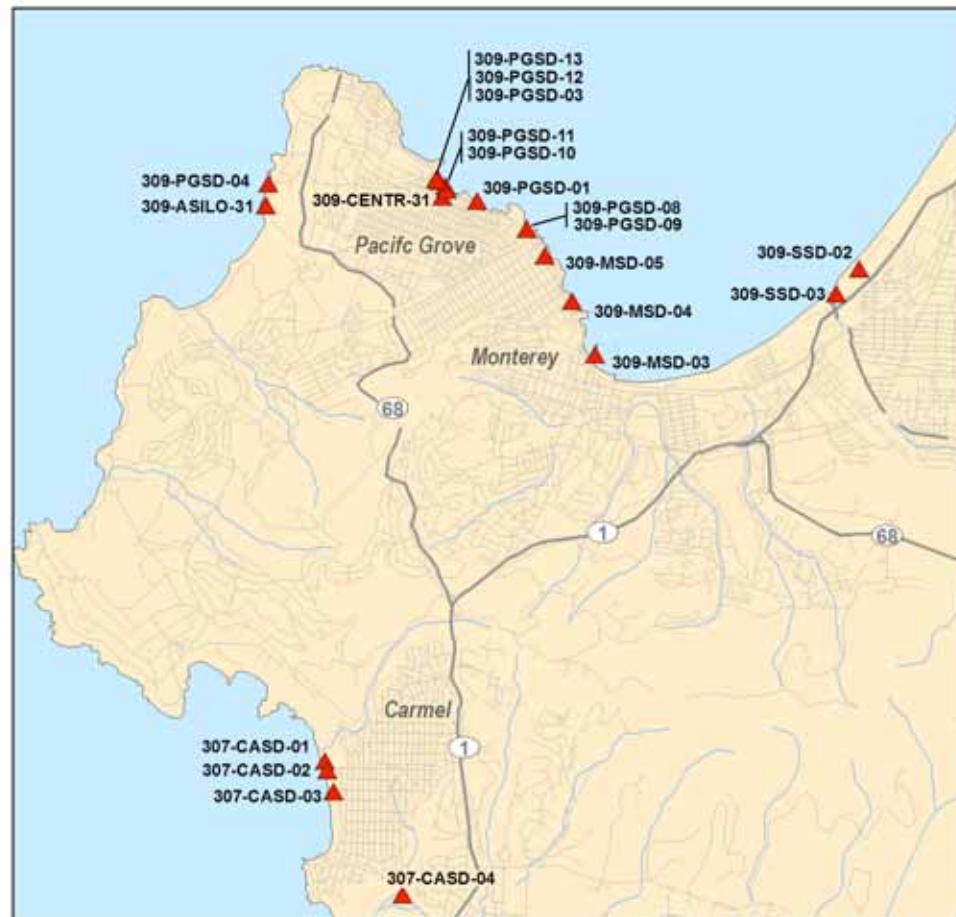 309-PGSD-13
309-PGSD-12
309-PGSD-03
309-PGSD-11
309-PGSD-10
309-PGSD-04
309-PGSD-01
309-ASILO-31
309-CENTR-31
309-PGSD-08
309-PGSD-09
Pacifc Grove
309-SSD-02
309-MSD-05
309-SSD-03
309-MSD-04
Monterey
309-MSD-03
68
1
68
Carmel
307-CASD-01
1
307-CASD-02
307-CASD-03
307-CASD-04